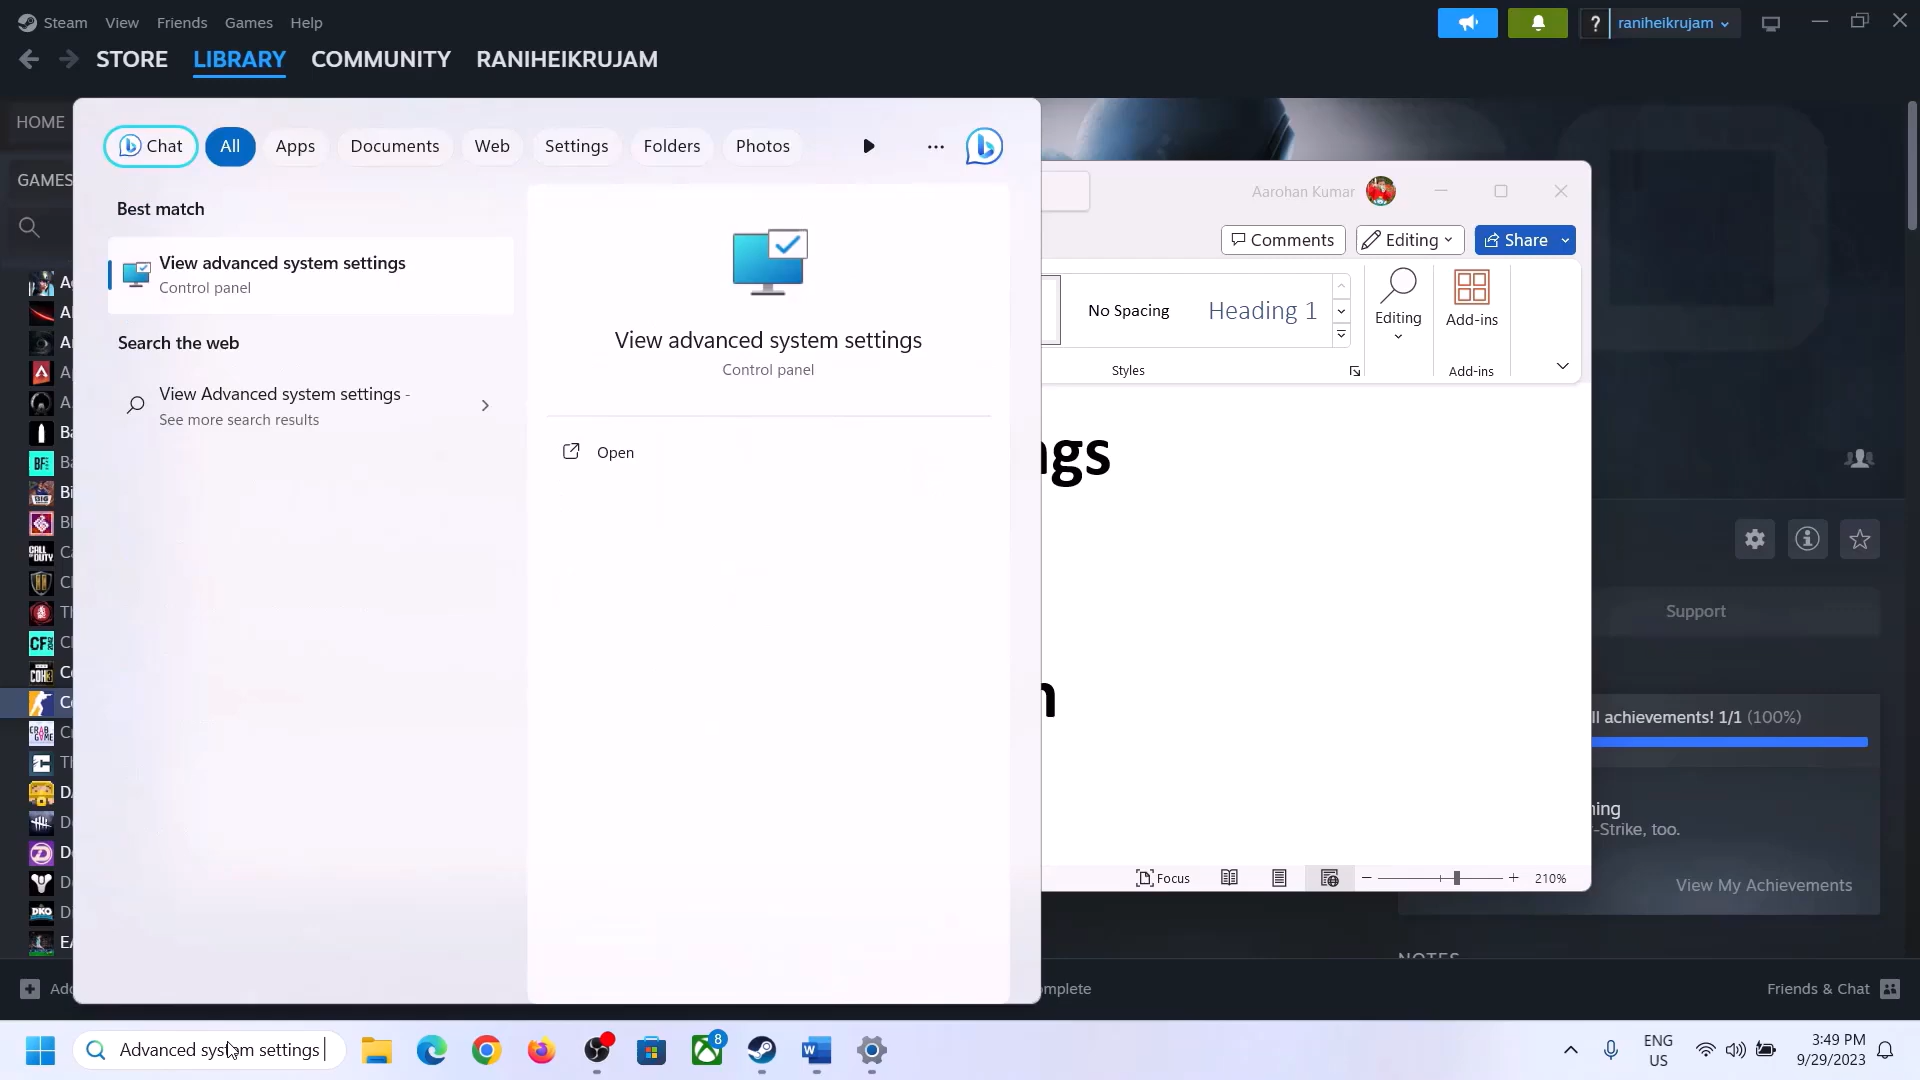 Steam View Friends Games Help
raniheikrujam
STORE LIBRARY COMMUNITY RANIHEIKRUJAM
HOME
GAMES
Chat All Apps Documents Web Settings Folders Photos
Best match
View advanced system settings
Control panel
Search the web
View Advanced system settings -
See more search results
View advanced system settings
Control panel
Open
Aarohan Kumar
Comments Editing Share
No Spacing Heading 1
Editing
Add-ins
Styles
Add-ins
ngs
n
Focus
210%
Support
ll achievements! 1/1 (100%)
-Strike, too.
View My Achievements
NOTES
Friends & Chat
Advanced system settings
8
ENG
US
3:49 PM
9/29/2023